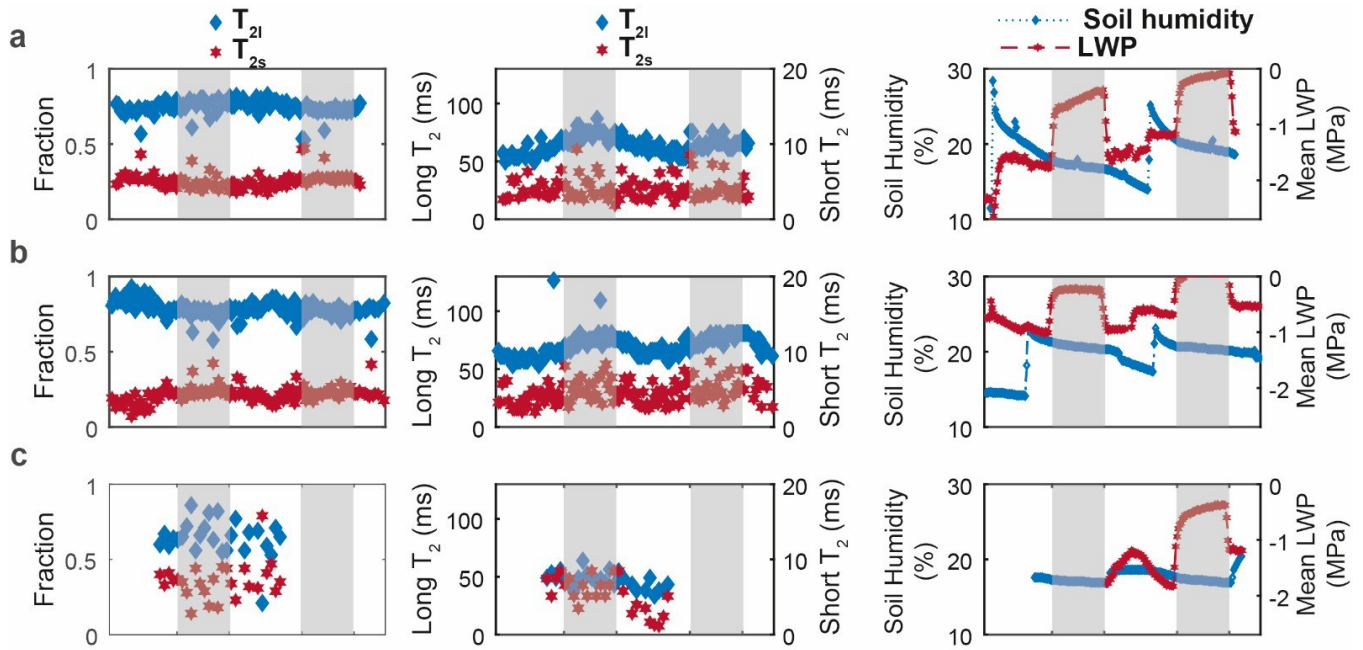 T2l
T2s
T2l
T2s
Soil humidity
LWP
a
1
0.5
0
Fraction
100
50
0
Long T2 (ms)
20
10
0
Short T2 (ms)
30
20
10
Soil Humidity
(%)
0
-1
-2
Mean LWP
(MPa)
b
1
0.5
0
Fraction
100
50
0
Long T2 (ms)
20
10
0
Short T2 (ms)
30
20
10
Soil Humidity
(%)
0
-1
-2
Mean LWP
(MPa)
c
1
0.5
0
Fraction
100
50
0
Long T2 (ms)
20
10
0
Short T2 (ms)
30
20
10
Soil Humidity
(%)
0
-1
-2
Mean LWP
(MPa)